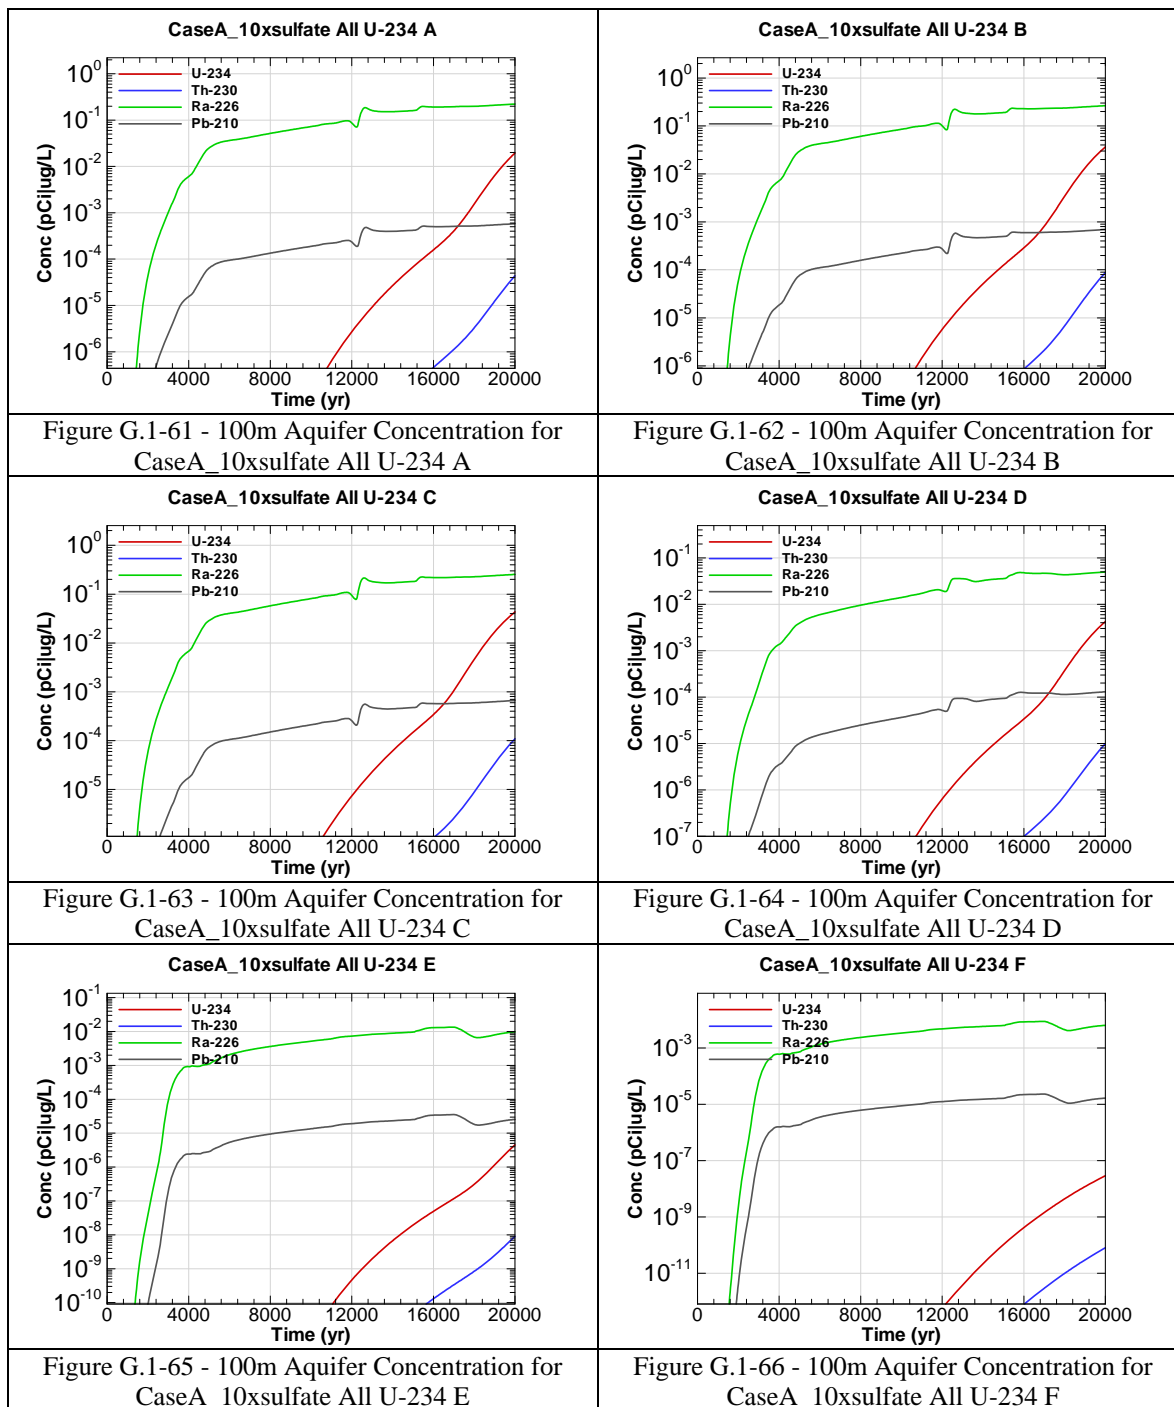 CaseA_10xsulfate All U-234 A
Conc (pCi|ug/L)
10^0
10^-1
10^-2
10^-3
10^-4
10^-5
10^-6
U-234
Th-230
Ra-226
Pb-210
0 4000 8000 12000 16000 20000
Time (yr)
Figure G.1-61 - 100m Aquifer Concentration for
CaseA_10xsulfate All U-234 A
CaseA_10xsulfate All U-234 B
Conc (pCi|ug/L)
10^0
10^-1
10^-2
10^-3
10^-4
10^-5
10^-6
U-234
Th-230
Ra-226
Pb-210
0 4000 8000 12000 16000 20000
Time (yr)
Figure G.1-62 - 100m Aquifer Concentration for
CaseA_10xsulfate All U-234 B
CaseA_10xsulfate All U-234 C
Conc (pCi|ug/L)
10^0
10^-1
10^-2
10^-3
10^-4
10^-5
U-234
Th-230
Ra-226
Pb-210
0 4000 8000 12000 16000 20000
Time (yr)
Figure G.1-63 - 100m Aquifer Concentration for
CaseA_10xsulfate All U-234 C
CaseA_10xsulfate All U-234 D
Conc (pCi|ug/L)
10^-1
10^-2
10^-3
10^-4
10^-5
10^-6
10^-7
U-234
Th-230
Ra-226
Pb-210
0 4000 8000 12000 16000 20000
Time (yr)
Figure G.1-64 - 100m Aquifer Concentration for
CaseA_10xsulfate All U-234 D
CaseA_10xsulfate All U-234 E
Conc (pCi|ug/L)
10^-1
10^-2
10^-3
10^-4
10^-5
10^-6
10^-7
10^-8
10^-9
10^-10
U-234
Th-230
Ra-226
Pb-210
0 4000 8000 12000 16000 20000
Time (yr)
Figure G.1-65 - 100m Aquifer Concentration for
CaseA_10xsulfate All U-234 E
CaseA_10xsulfate All U-234 F
Conc (pCi|ug/L)
10^-3
10^-5
10^-7
10^-9
10^-11
U-234
Th-230
Ra-226
Pb-210
0 4000 8000 12000 16000 20000
Time (yr)
Figure G.1-66 - 100m Aquifer Concentration for
CaseA_10xsulfate All U-234 F